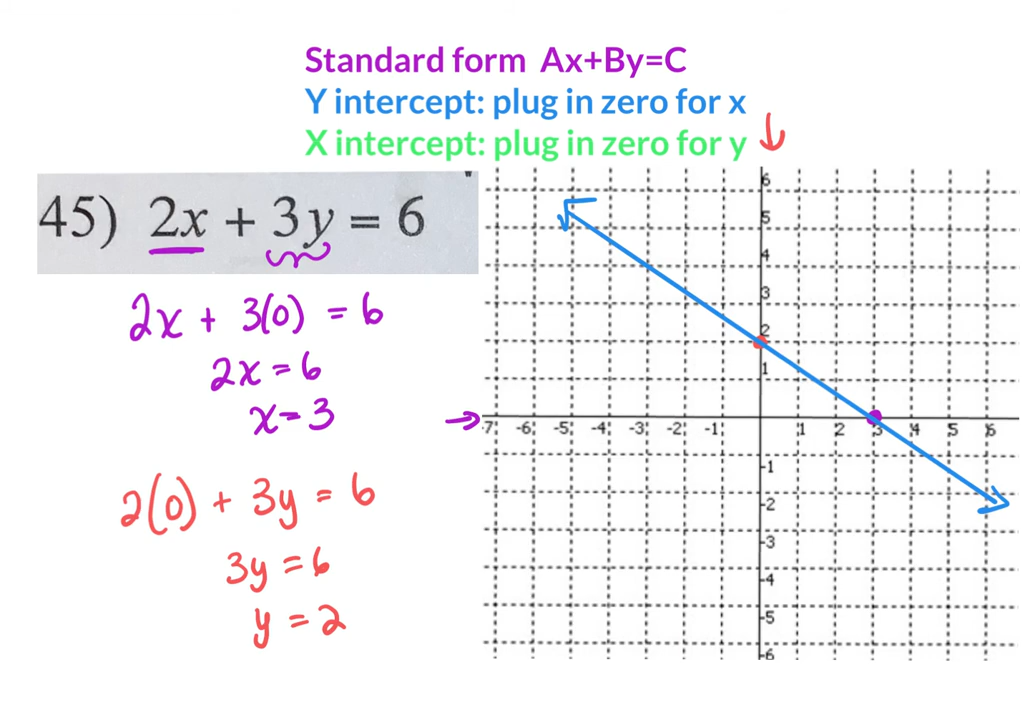 Standard form Ax+By=C
Y intercept: plug in zero for x
X intercept: plug in zero for y
45) 2x + 3y = 6
2x + 3(0) = 6
2x = 6
x = 3
2(0) + 3y = 6
3y = 6
y = 2
6
5
4
3
2
1
-7 -6 -5 -4 -3 -2 -1 1 2 3 4 5 6
-1
-2
-3
-4
-5
-6